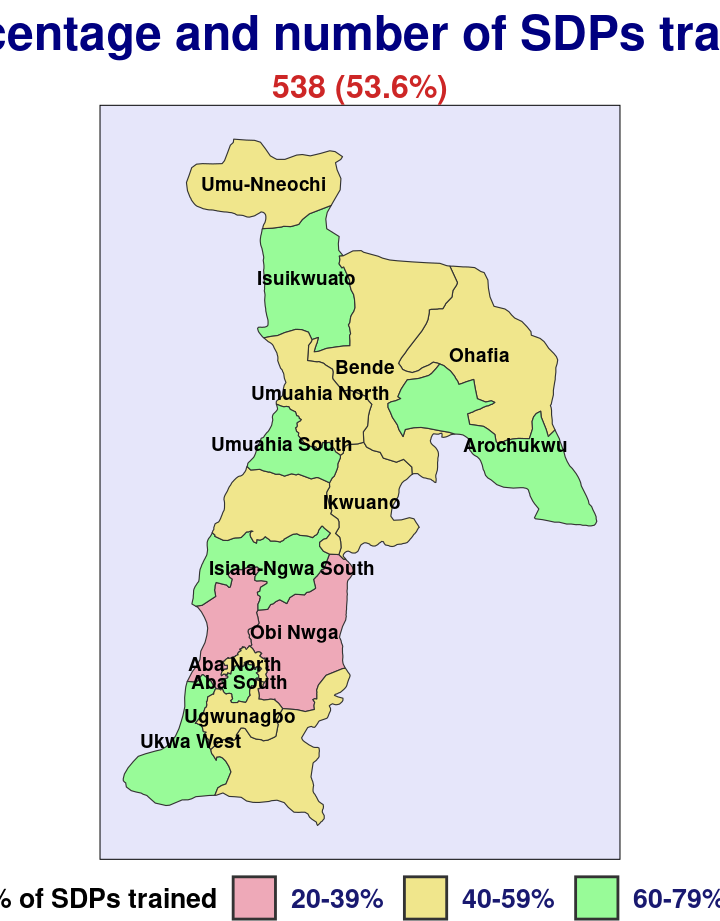 centage and number of SDPs tra
538 (53.6%)
Umu-Nneochi
Isuikwuato
Ohafia
Bende
Umuahia North
Umuahia South
Arochukwu
Ikwuano
Isiala-Ngwa South
Obi Nwga
Aba North
Aba South
Ugwunagbo
Ukwa West
% of SDPs trained
20-39%
40-59%
60-79%